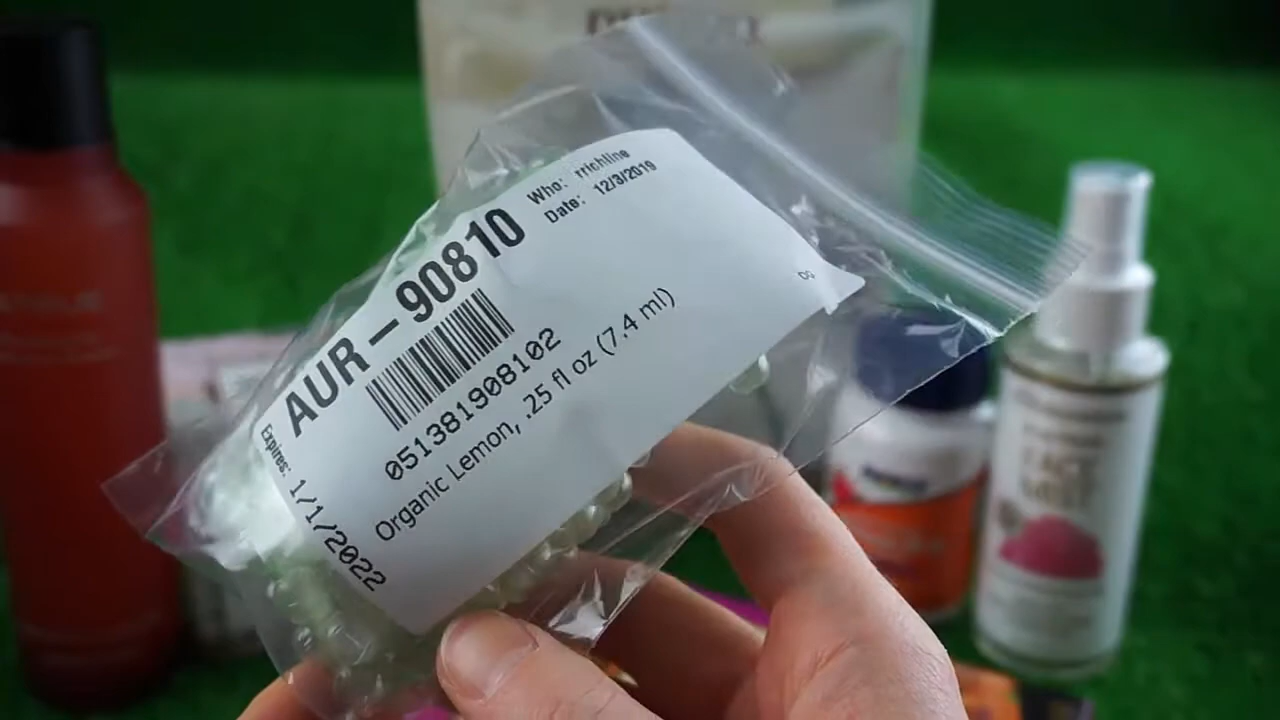 Who: rrichline
Date: 12/3/2019
AUR-90810
051381908102
Organic Lemon, .25 fl oz (7.4 ml)
Expires: 1/1/2022